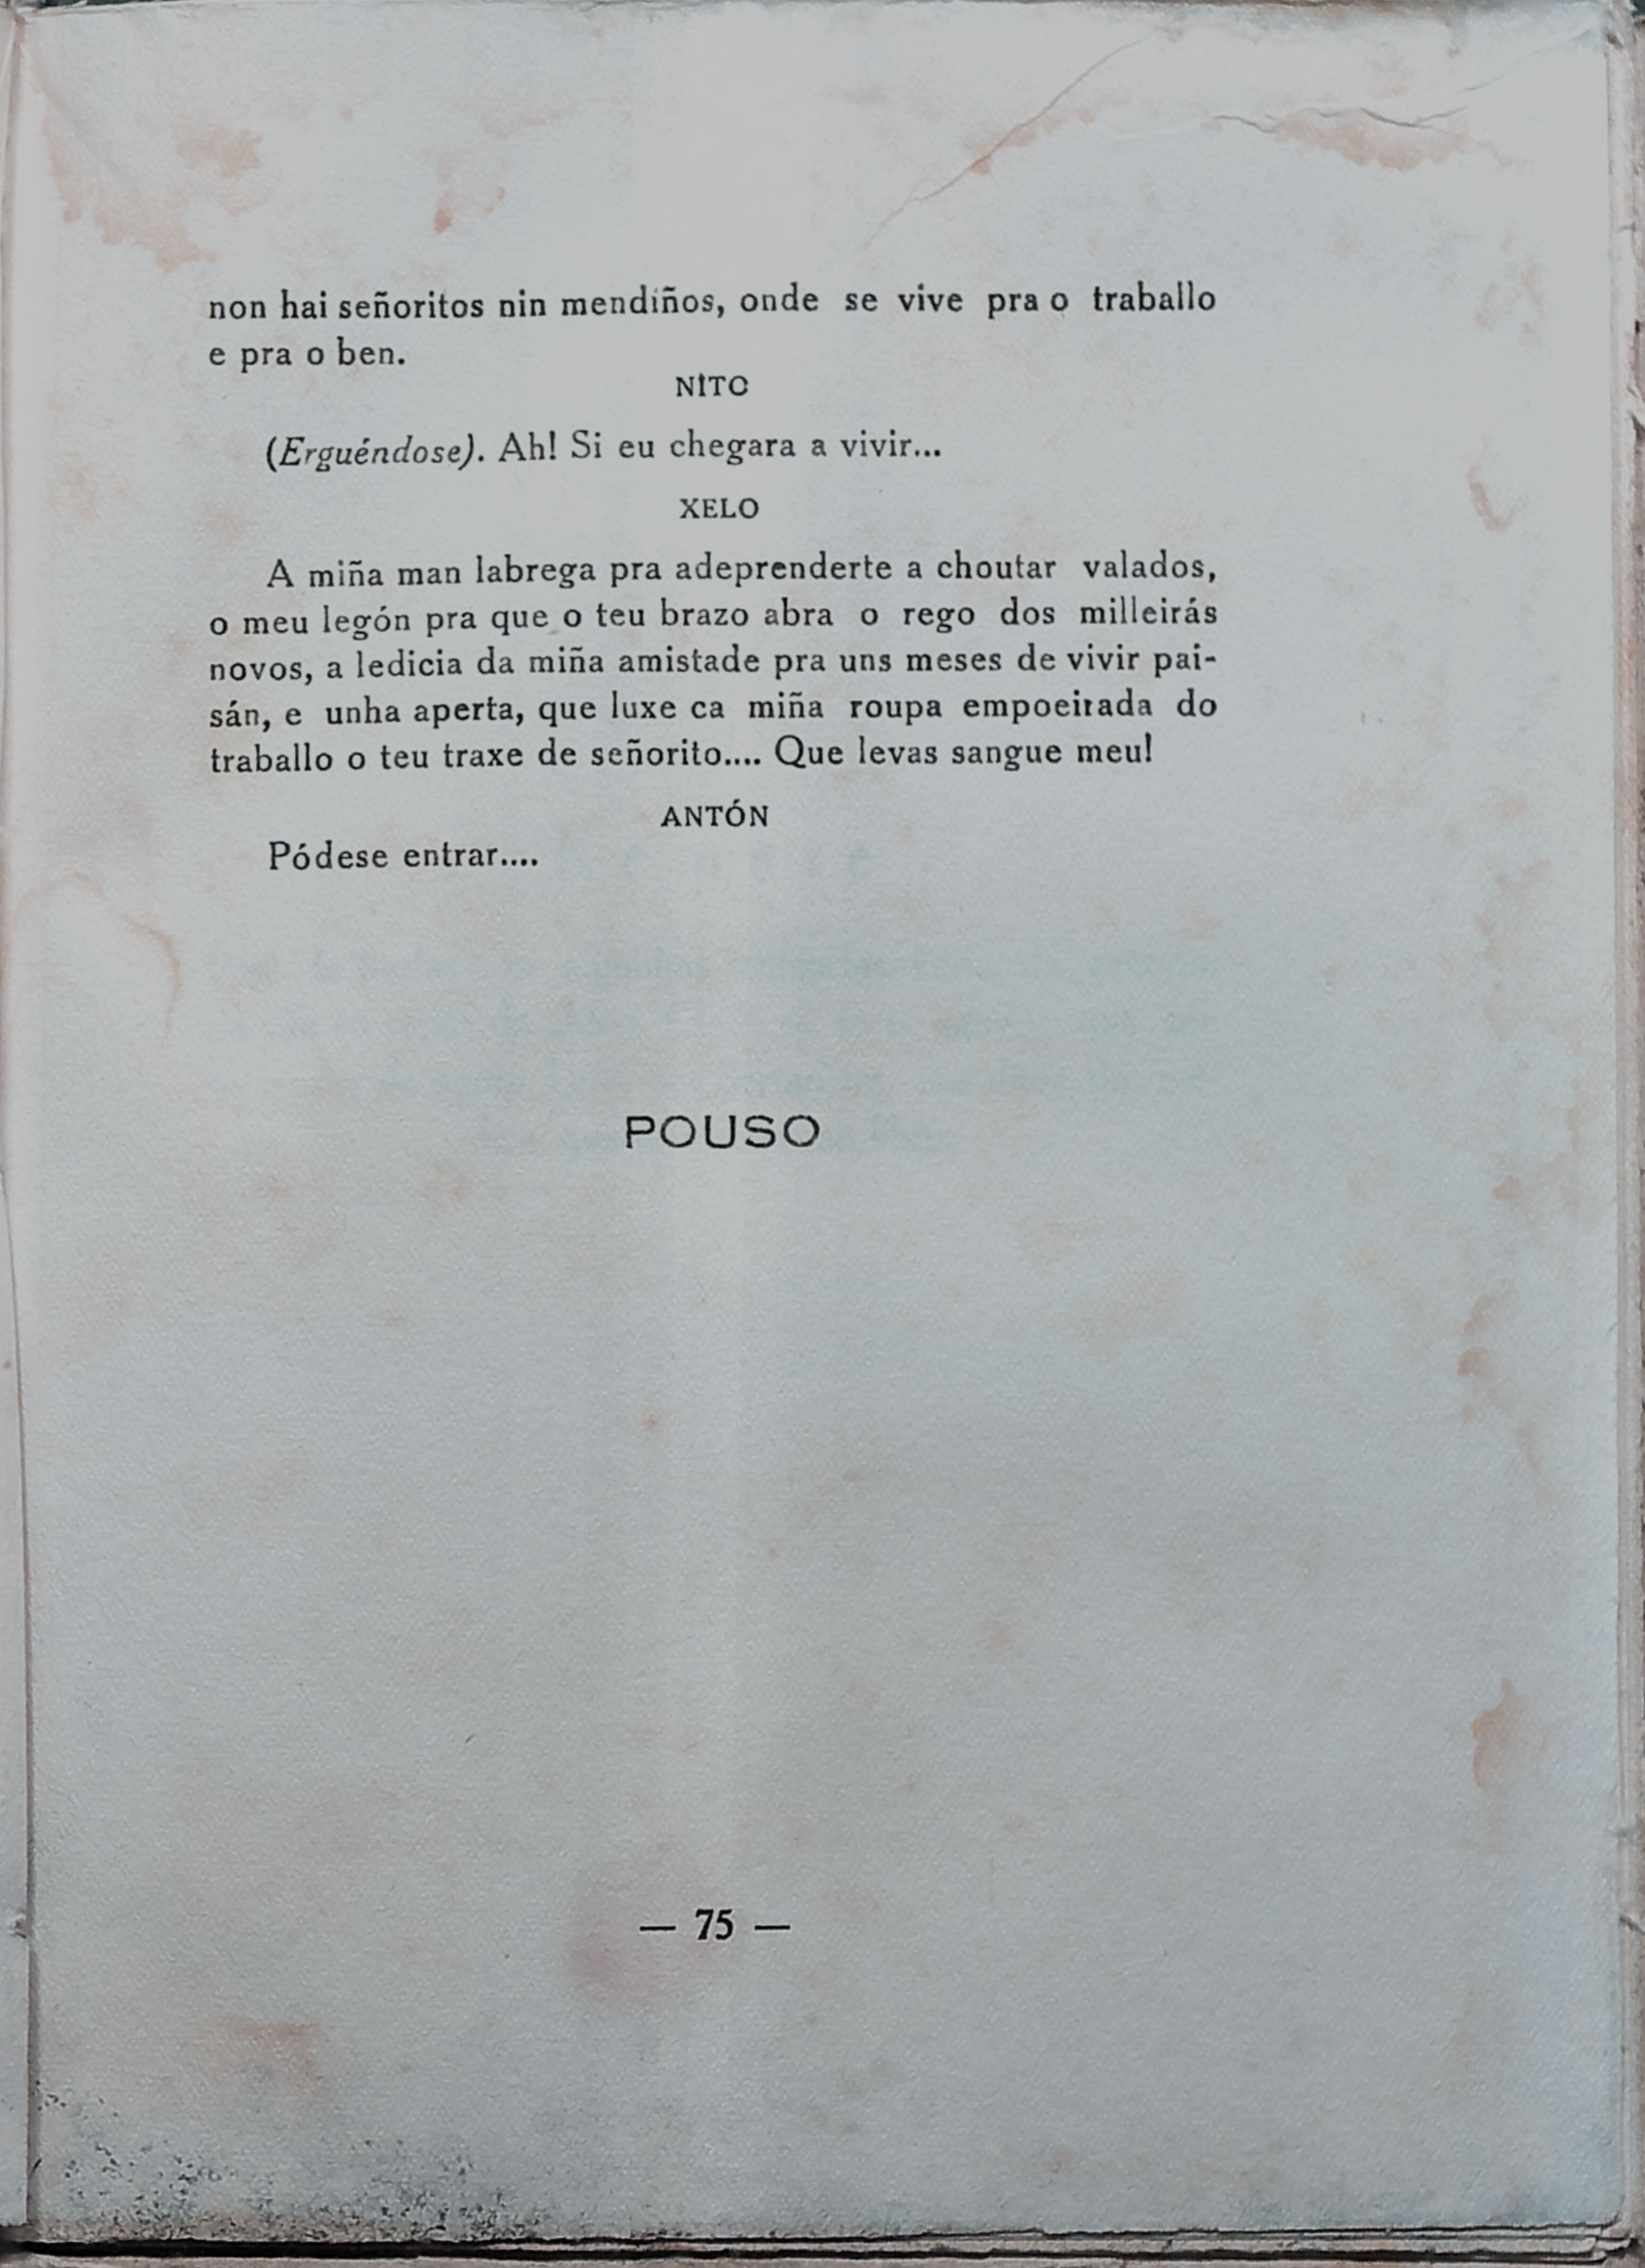 non hai señoritos nin mendiños, onde se vive pra o traballo
e pra o ben.
NITO
(Erguéndose). Ah! Si eu chegara a vivir...
XELO
A miña man labrega pra adeprenderte a choutar valados,
o meu legón pra que o teu brazo abra o rego dos milleirás
novos, a ledicia da miña amistade pra uns meses de vivir pai-
sán, e unha aperta, que luxe ca miña roupa empoeirada do
traballo o teu traxe de señorito.... Que levas sangue meu!
ANTÓN
Pódese entrar....
POUSO
— 75 —